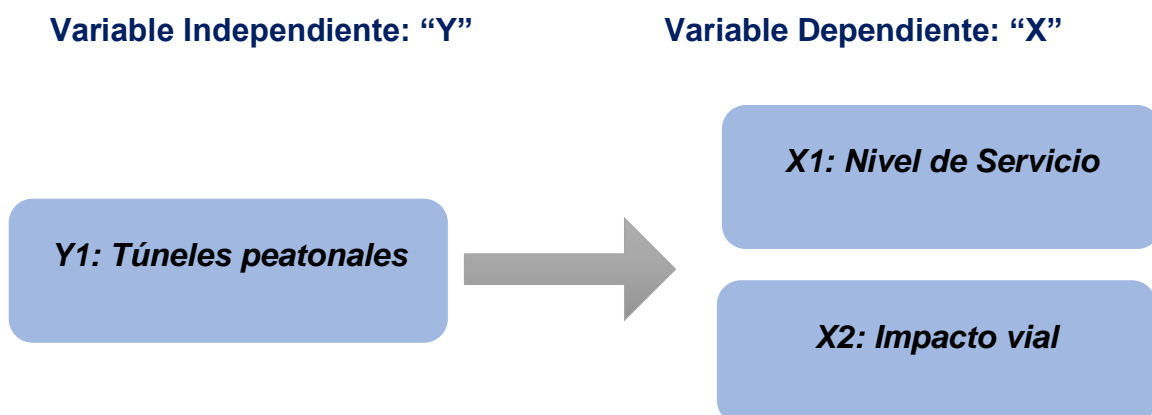 Variable Independiente: “Y”
Variable Dependiente: “X”
Y1: Túneles peatonales
X1: Nivel de Servicio
X2: Impacto vial